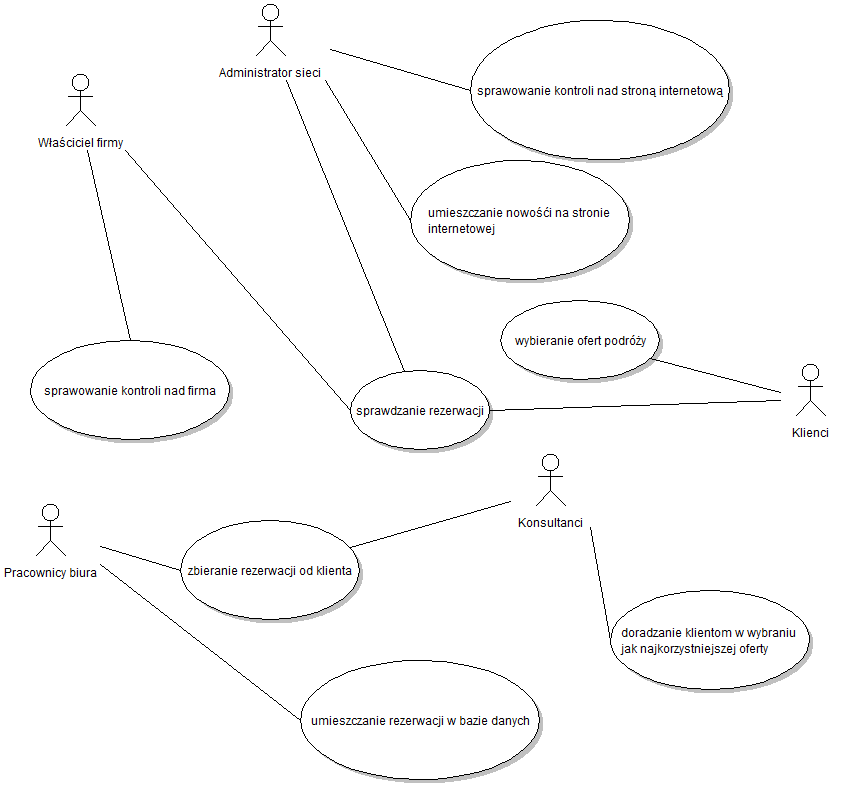 Administrator sieci
sprawowanie kontroli nad stroną internetową
Właściciel firmy
umieszczanie nowośći na stronie
internetowej
wybieranie ofert podróży
sprawowanie kontroli nad firma
sprawdzanie rezerwacji
Klienci
Konsultanci
Pracownicy biura
zbieranie rezerwacji od klienta
doradzanie klientom w wybraniu
jak najkorzystniejszej oferty
umieszczanie rezerwacji w bazie danych